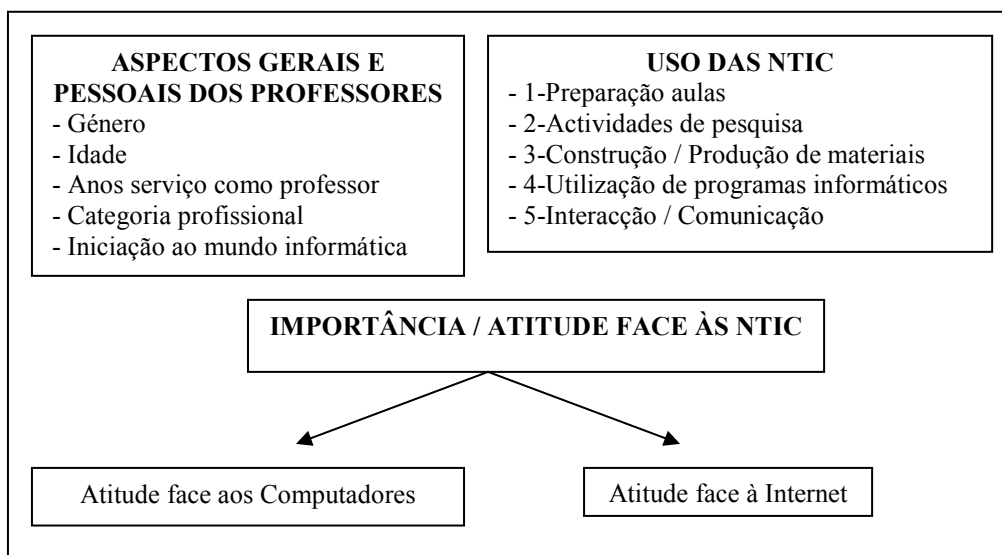 ASPECTOS GERAIS E
PESSOAIS DOS PROFESSORES
- Género
- Idade
- Anos serviço como professor
- Categoria profissional
- Iniciação ao mundo informática
USO DAS NTIC
- 1-Preparação aulas
- 2-Actividades de pesquisa
- 3-Construção / Produção de materiais
- 4-Utilização de programas informáticos
- 5-Interacção / Comunicação
IMPORTÂNCIA / ATITUDE FACE ÀS NTIC
Atitude face aos Computadores
Atitude face à Internet